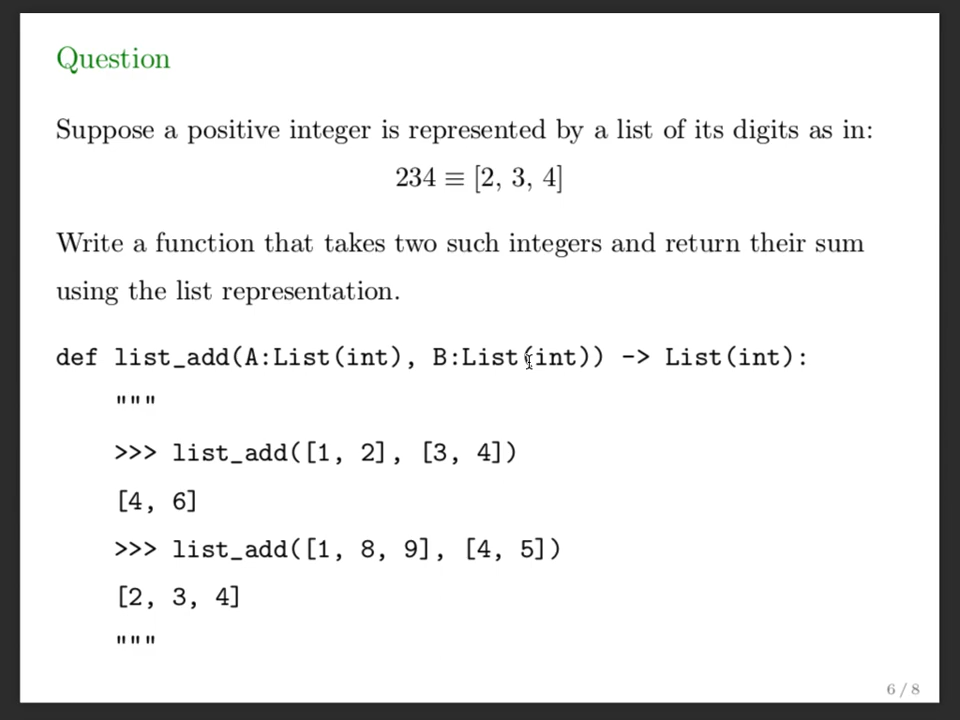 Question
Suppose a positive integer is represented by a list of its digits as in:
234 ≡ [2, 3, 4]
Write a function that takes two such integers and return their sum
using the list representation.
def list_add(A:List(int), B:List(int)) -> List(int):
"""
>>> list_add([1, 2], [3, 4])
[4, 6]
>>> list_add([1, 8, 9], [4, 5])
[2, 3, 4]
"""
6 / 8